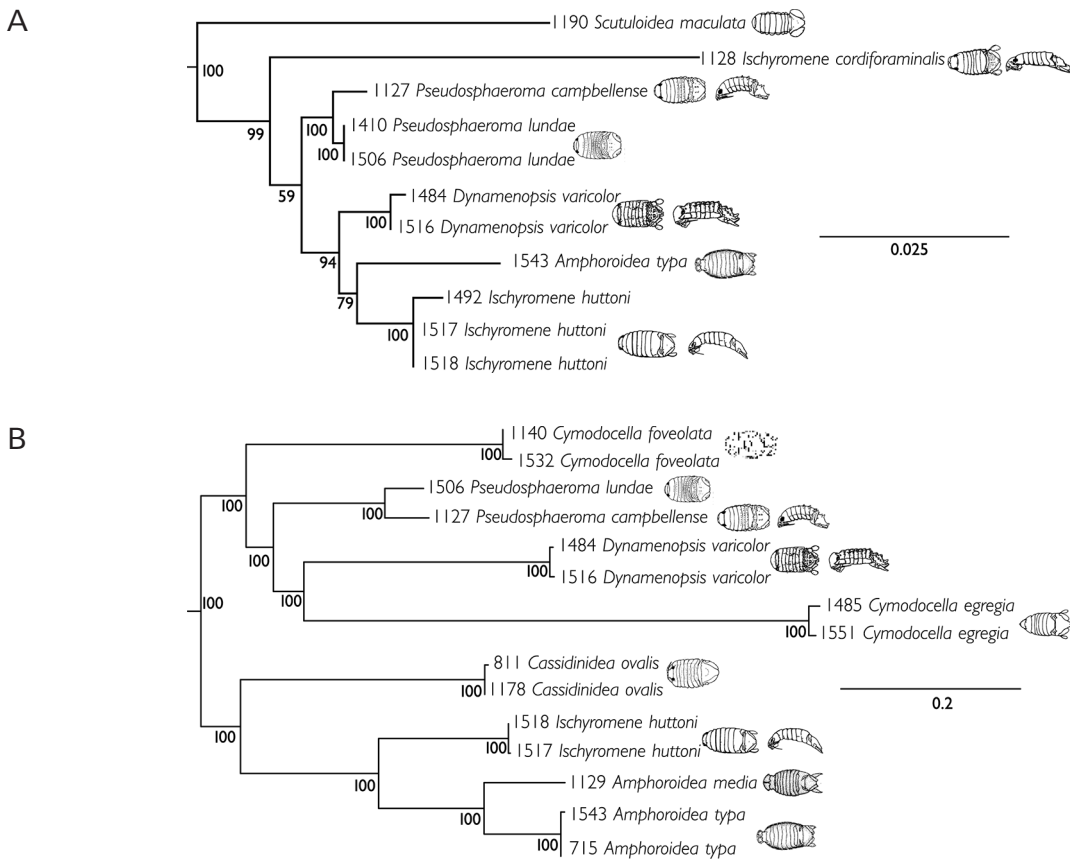 A
1190 Scutuloidea maculata
100
1128 Ischyromene cordiforaminalis
1127 Pseudosphaeroma campbellense
100
1410 Pseudosphaeroma lundae
99
100
1506 Pseudosphaeroma lundae
59
1484 Dynamenopsis varicolor
100
1516 Dynamenopsis varicolor
0.025
94
1543 Amphoroidea typa
79
1492 Ischyromene huttoni
100
1517 Ischyromene huttoni
1518 Ischyromene huttoni
B
1140 Cymodocella foveolata
100
1532 Cymodocella foveolata
1506 Pseudosphaeroma lundae
100
100
1127 Pseudosphaeroma campbellense
1484 Dynamenopsis varicolor
100
100
1516 Dynamenopsis varicolor
100
100
1485 Cymodocella egregia
100
1551 Cymodocella egregia
811 Cassidinidea ovalis
100
1178 Cassidinidea ovalis
0.2
1518 Ischyromene huttoni
100
100
1517 Ischyromene huttoni
100
1129 Amphoroidea media
1543 Amphoroidea typa
100
100
715 Amphoroidea typa